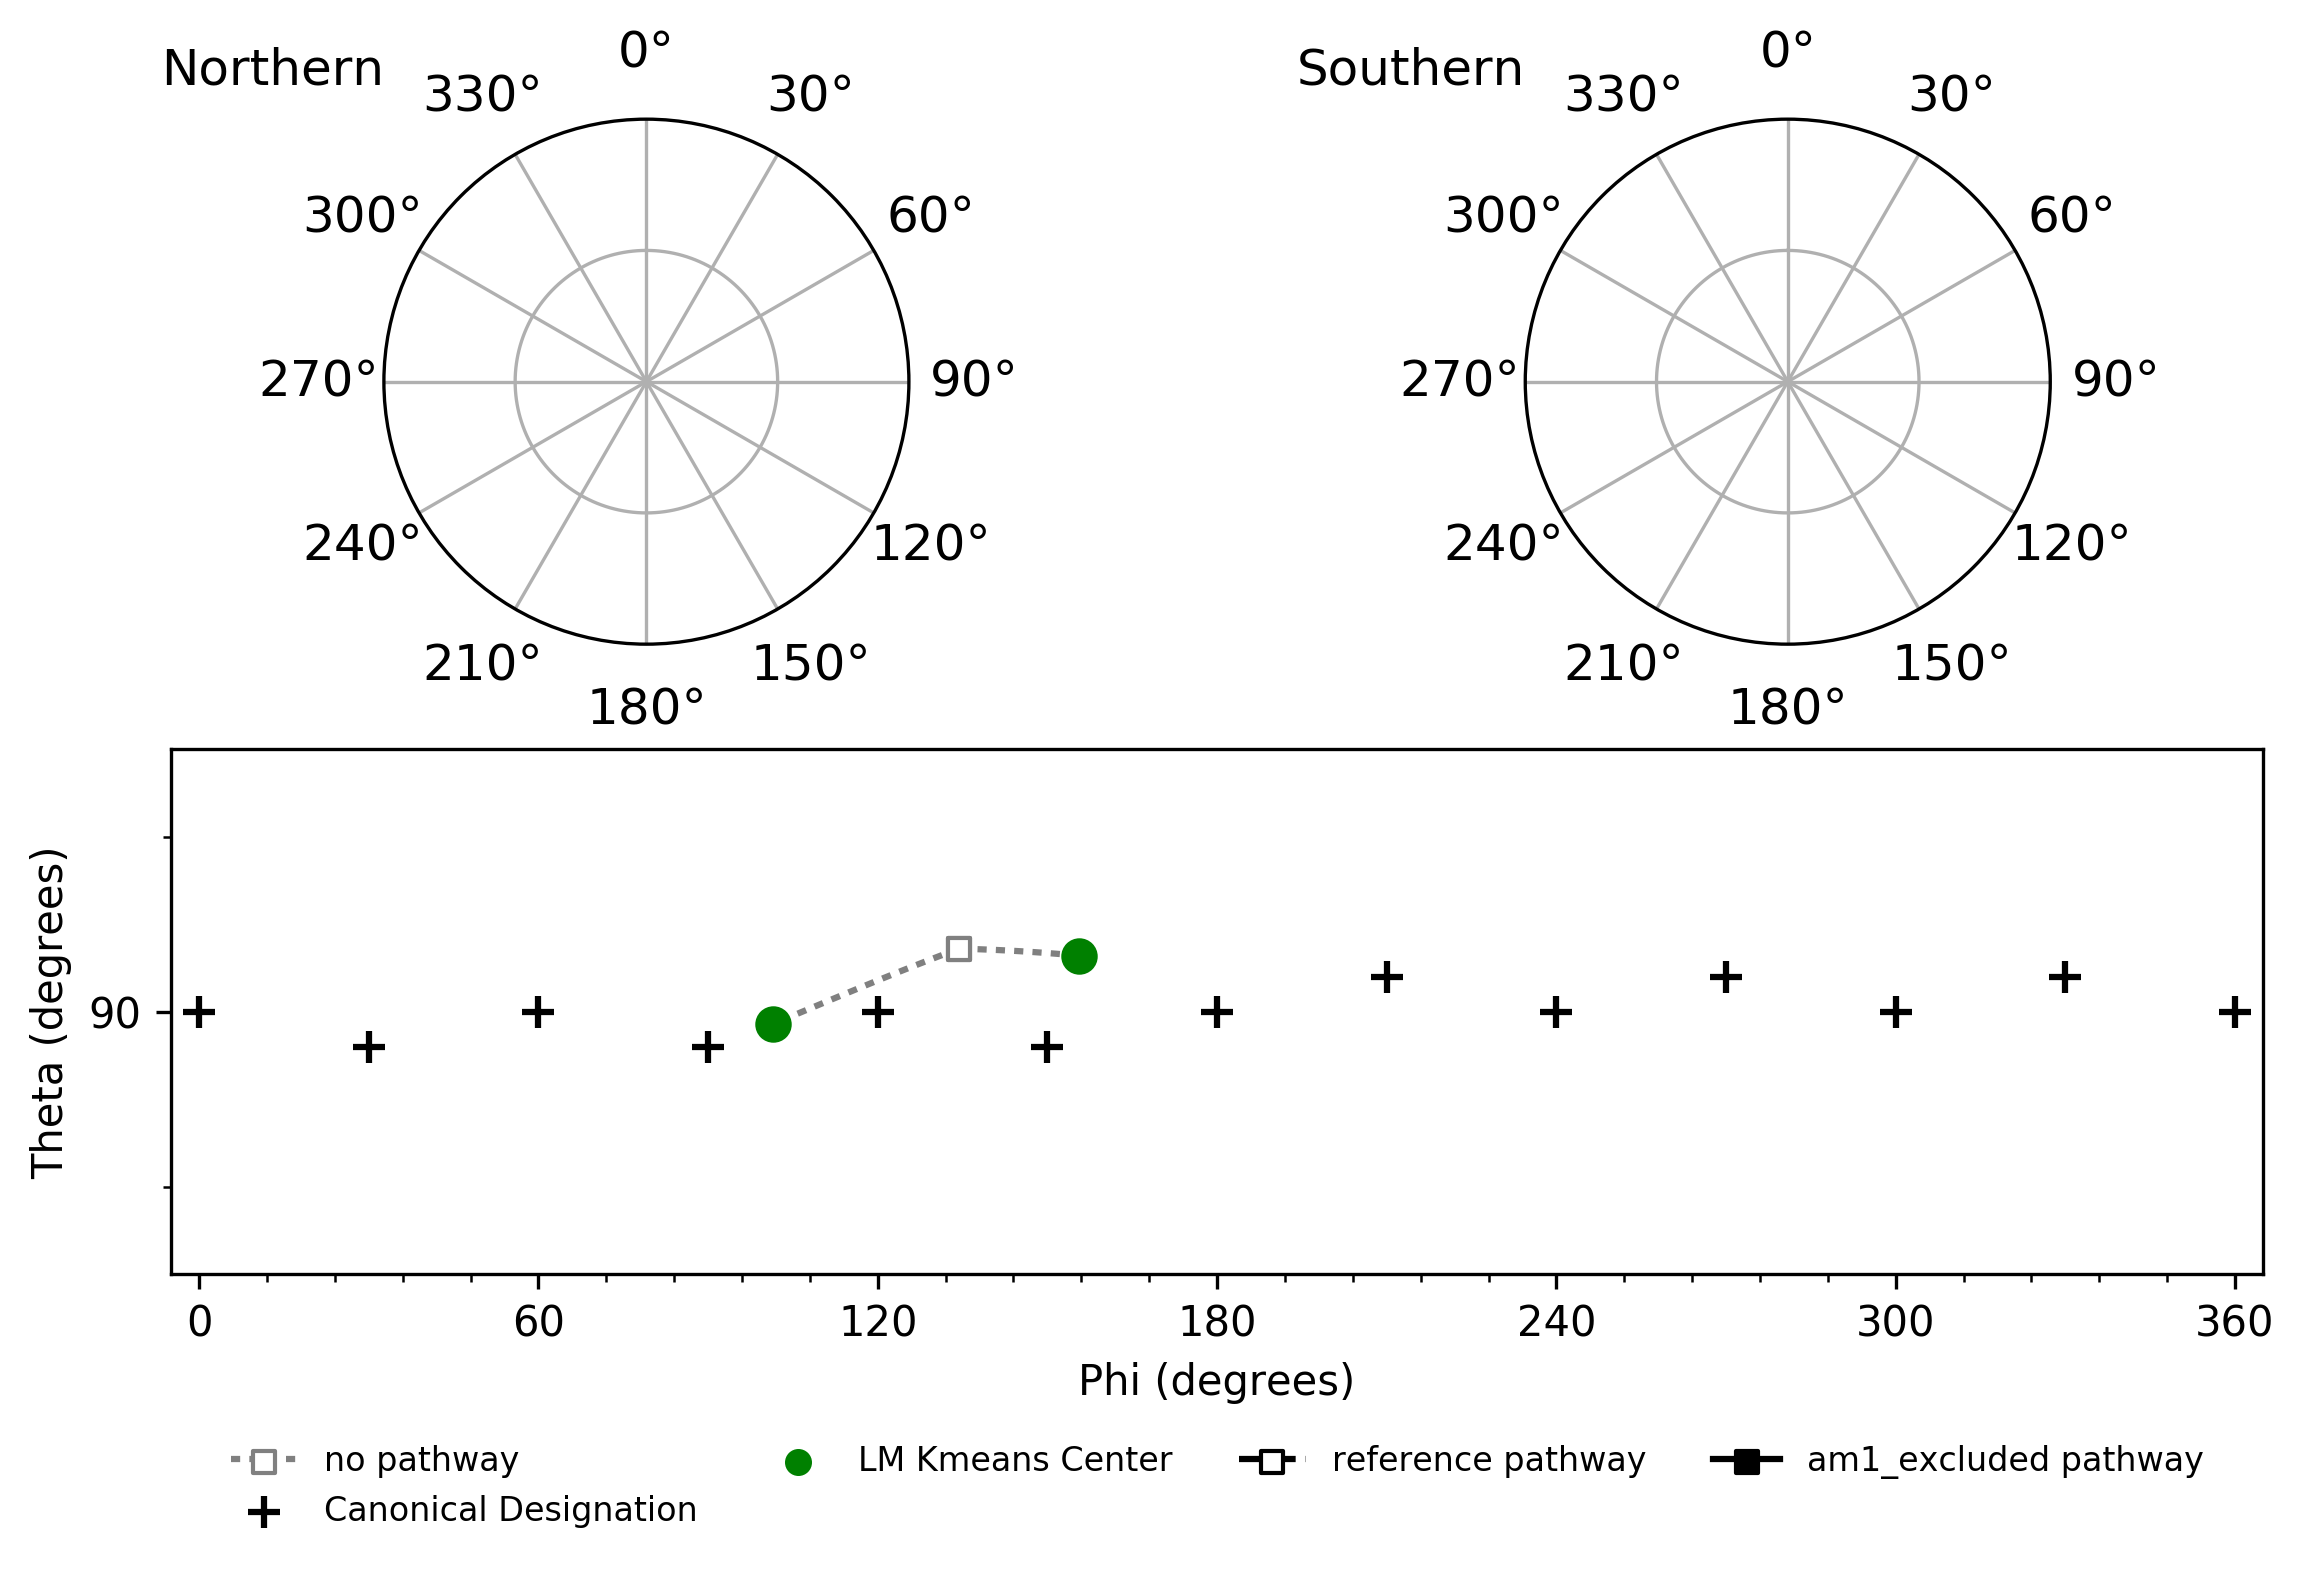 Northern
0°
30°
60°
90°
120°
150°
180°
210°
240°
270°
300°
330°
Southern
0°
30°
60°
90°
120°
150°
180°
210°
240°
270°
300°
330°
Theta (degrees)
90
0 60 120 180 240 300 360
Phi (degrees)
no pathway
Canonical Designation
LM Kmeans Center
reference pathway
am1_excluded pathway